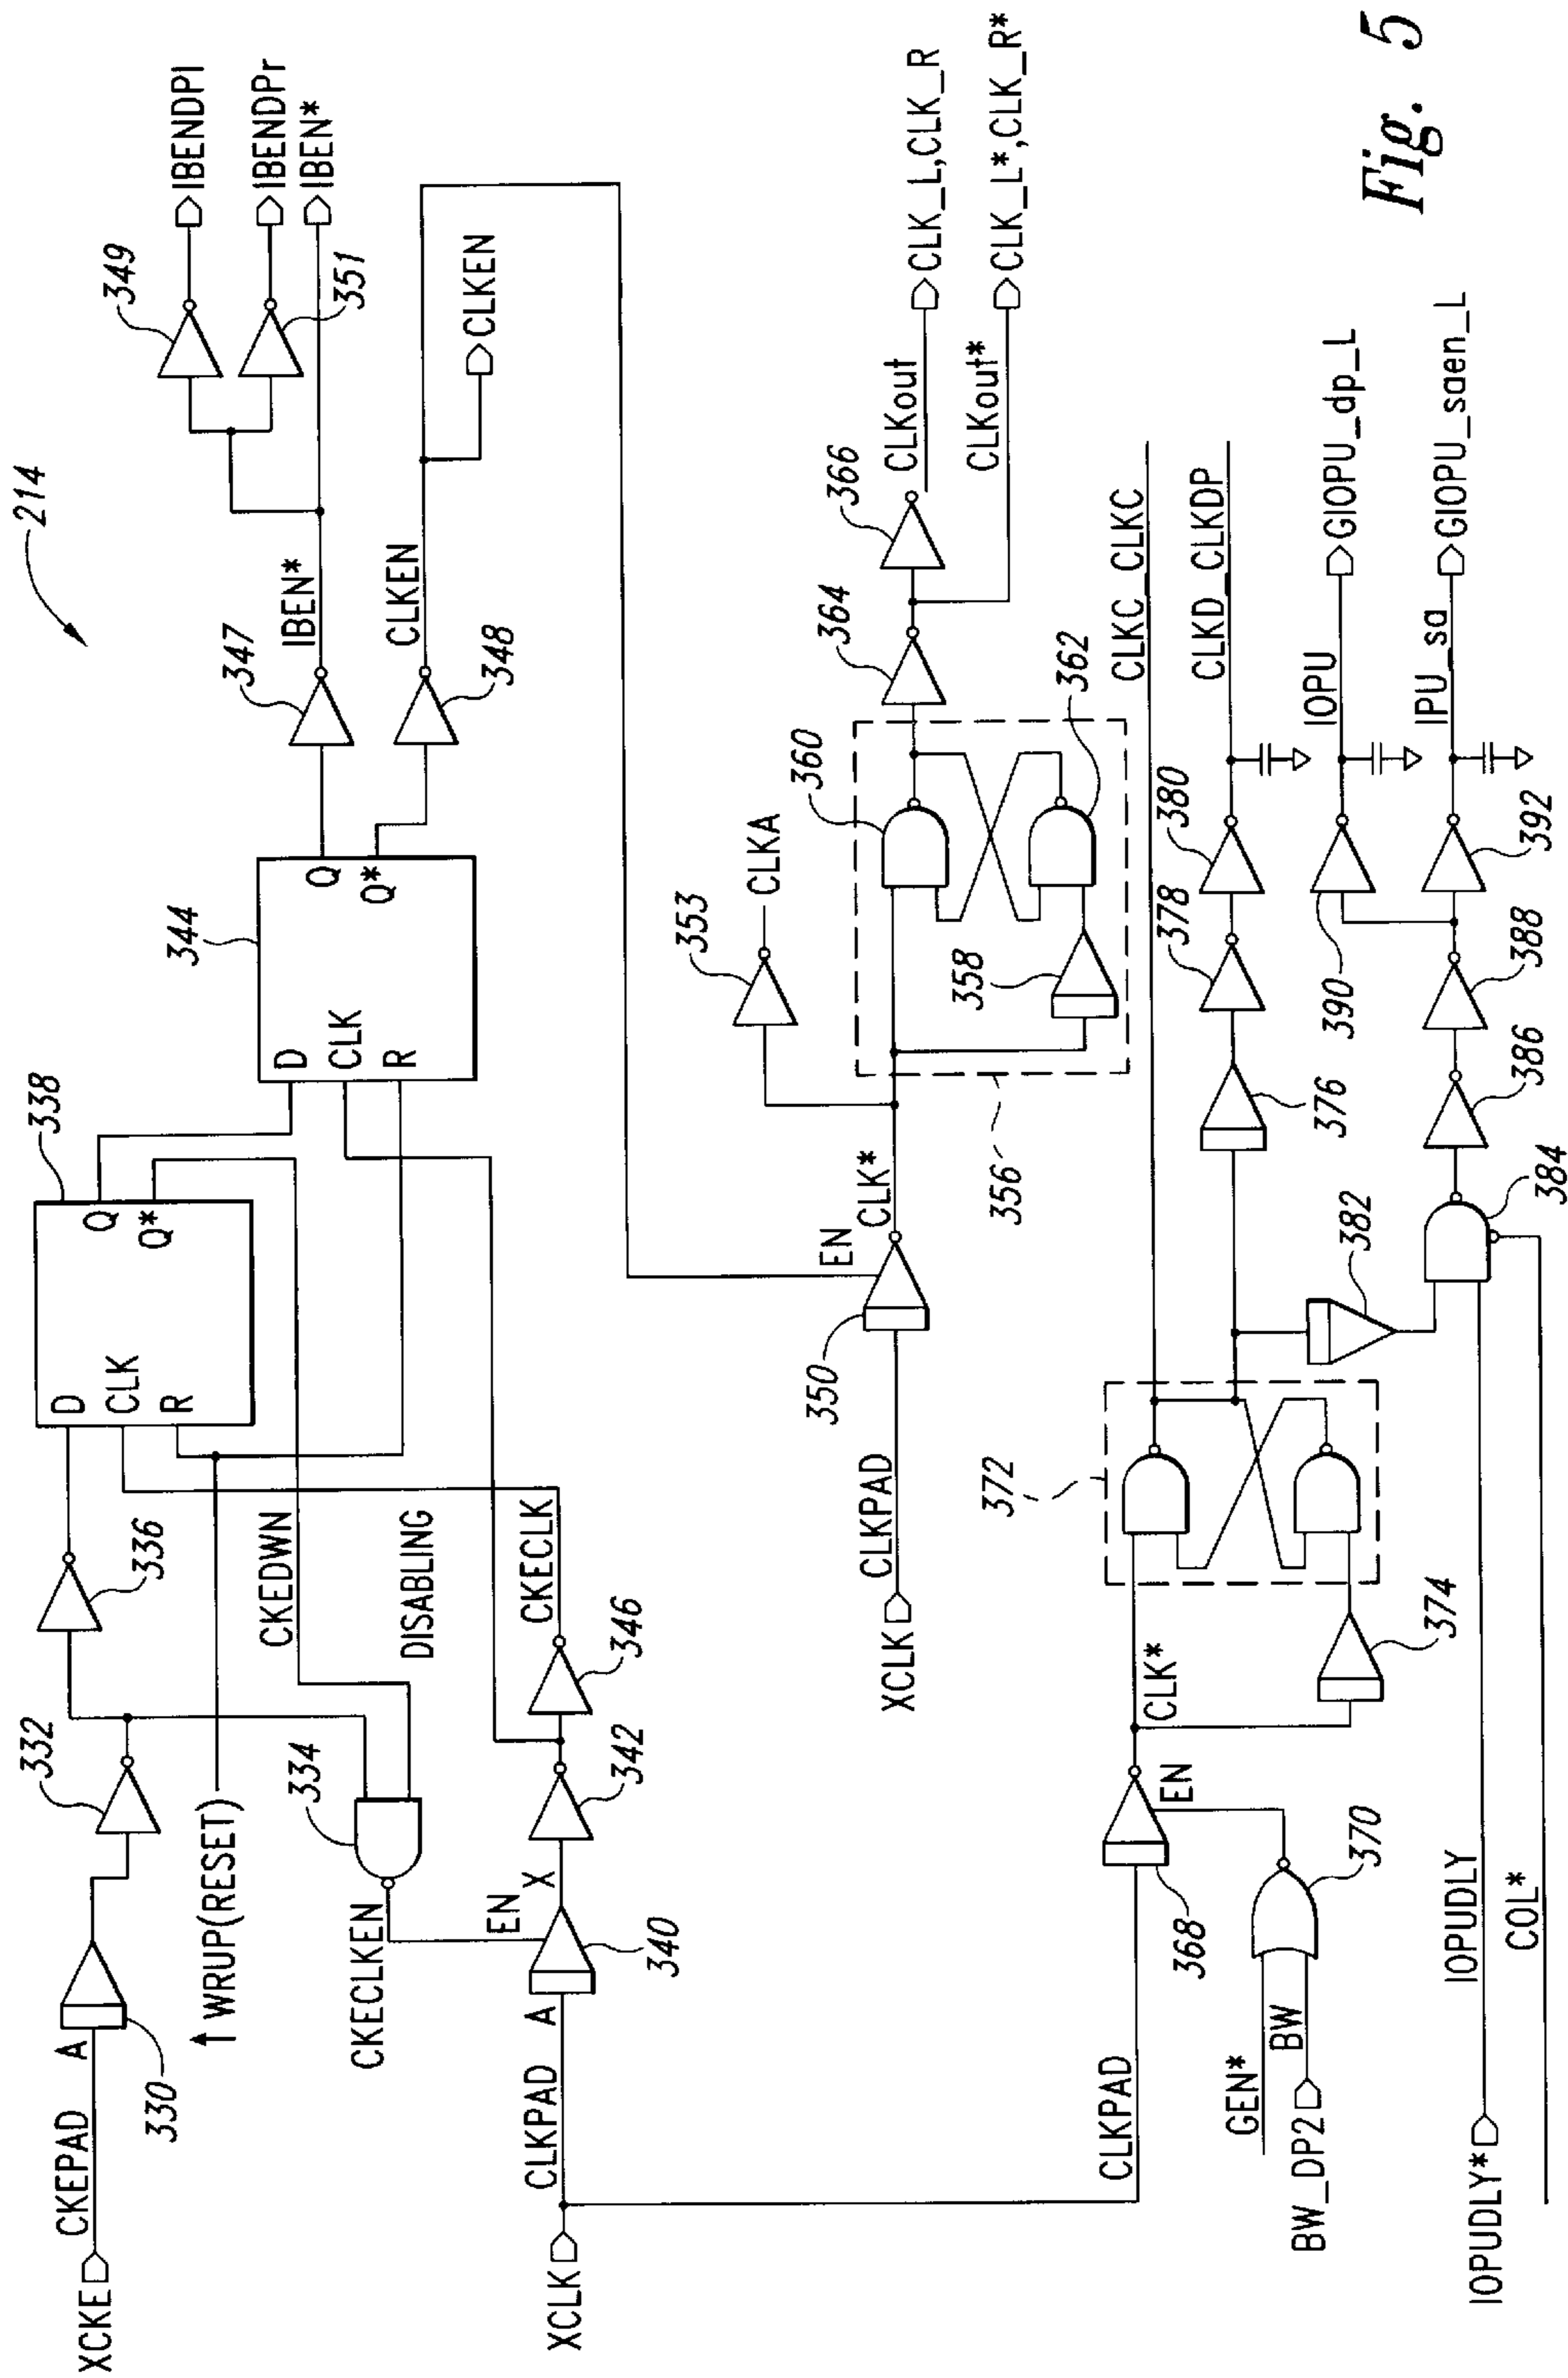 214
XCKE
CKEPAD
A
330
332
336
D
CLK
R
Q
Q*
338
WRUP(RESET)
334
CKEDWN
DISABLING
CKECLKEN
EN
XCLK
CLKPAD
A
X
340
342
346
CKECLK
D
CLK
R
Q
Q*
344
347
IBEN*
348
CLKEN
349
351
IBENDPl
IBENDPr
IBEN*
CLKEN
XCLK
CLKPAD
350
EN
CLK*
353
CLKA
356
358
360
362
364
366
CLKout
CLKout*
CLK_L,CLK_R
CLK_L*,CLK_R*
CLKPAD
368
EN
CLK*
GEN*
BW_DP2
BW
370
372
374
CLKC_CLKC
376
378
380
CLKD_CLKDP
382
IOPUDLY*
IOPUDLY
COL*
384
386
388
390
392
IOPU
GIOPU_dp_L
IPU_sa
GIOPU_saen_L
Fig. 5